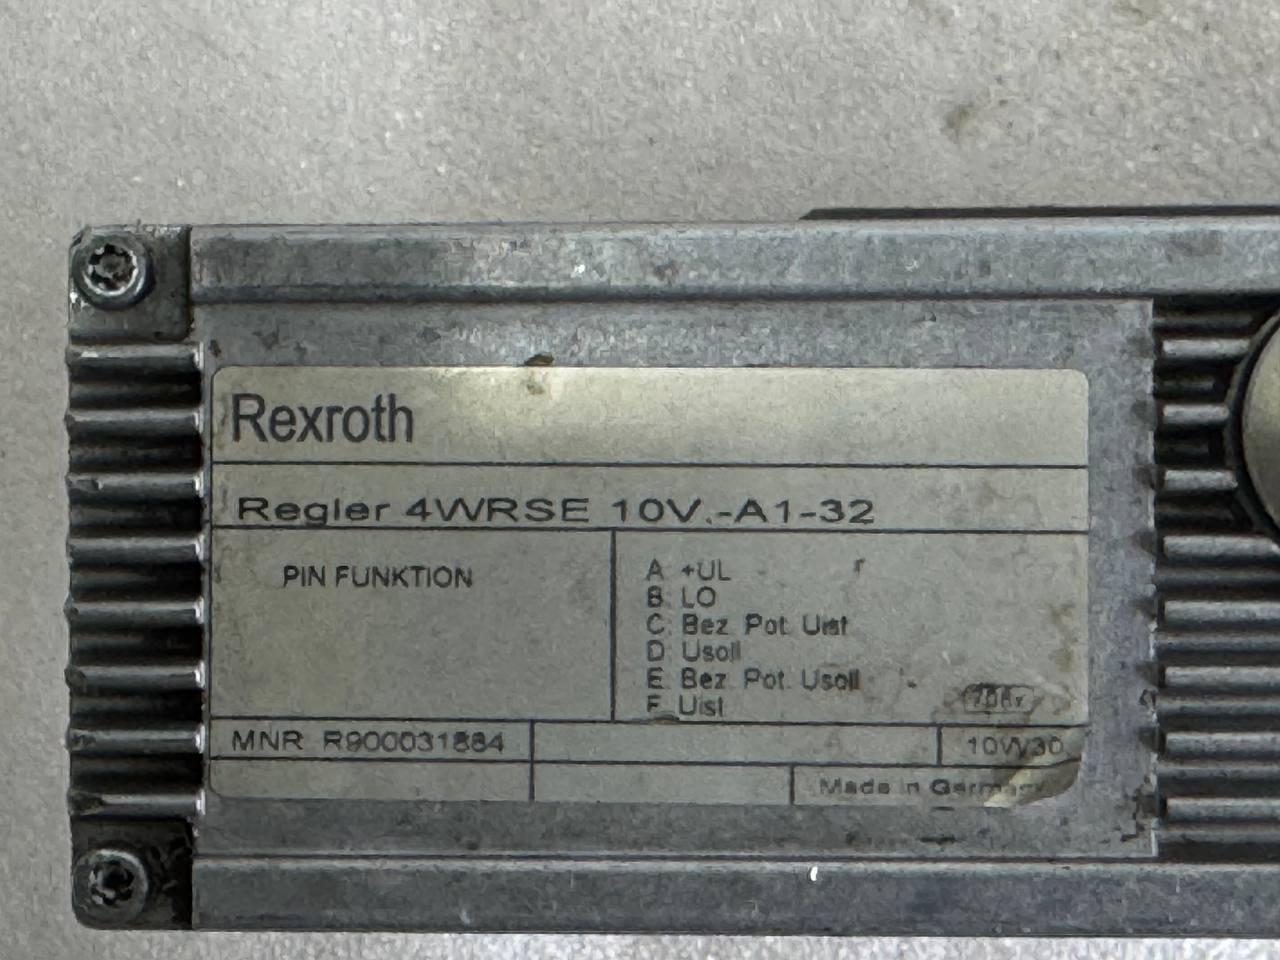 Rexroth
Regler 4WRSE 10V.-A1-32
PIN FUNKTION
A +UL
B LO
C Bez Pot. Uist
D Usoll
E Bez Pot. Usoll
F Uist
MNR R900031884
10W30
Made in Germany